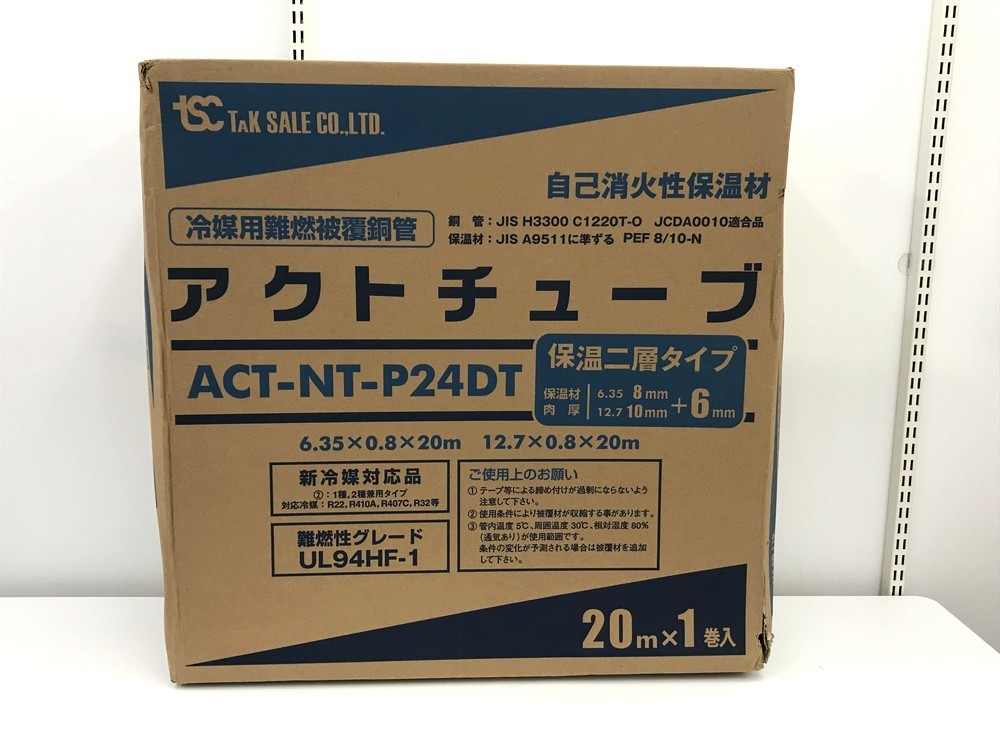 tsc TAK SALE CO.,LTD.
自己消火性保温材
冷媒用難燃被覆銅管
銅 管：JIS H3300 C1220T-O JCDA0010適合品
保温材：JIS A9511に準ずる PEF 8/10-N
アクトチューブ
ACT-NT-P24DT
保温二層タイプ
保温材 肉厚 6.35 8mm 12.7 10mm +6mm
6.35×0.8×20m 12.7×0.8×20m
新冷媒対応品
②：1種,2種兼用タイプ
対応冷媒：R22,R410A,R407C,R32等
難燃性グレード
UL94HF-1
ご使用上のお願い
①テープ等による締め付けが過剰にならないよう
注意して下さい。
②使用条件により被覆材が収縮する事があります。
③管内温度5℃、周囲温度30℃、相対湿度80%
(通気あり)が使用範囲です。
条件の変化が予測される場合は被覆材を追加
して下さい。
20m×1巻入